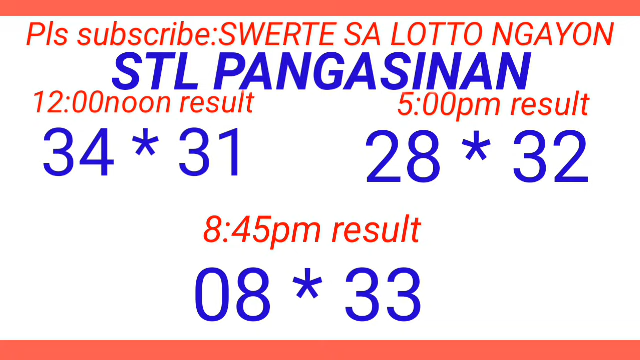 Pls subscribe:SWERTE SA LOTTO NGAYON
STL PANGASINAN
12:00noon result
34 * 31
5:00pm result
28 * 32
8:45pm result
08 * 33